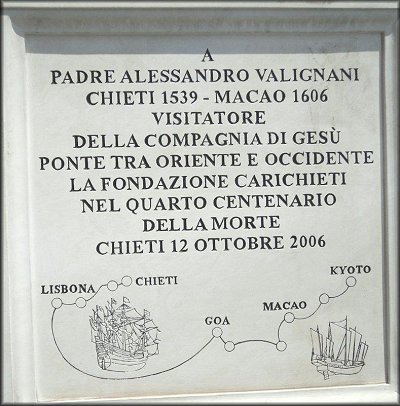 A
PADRE ALESSANDRO VALIGNANI
CHIETI 1539 - MACAO 1606
VISITATORE
DELLA COMPAGNIA DI GESÙ
PONTE TRA ORIENTE E OCCIDENTE
LA FONDAZIONE CARICHIETI
NEL QUARTO CENTENARIO
DELLA MORTE
CHIETI 12 OTTOBRE 2006
LISBONA
CHIETI
GOA
MACAO
KYOTO